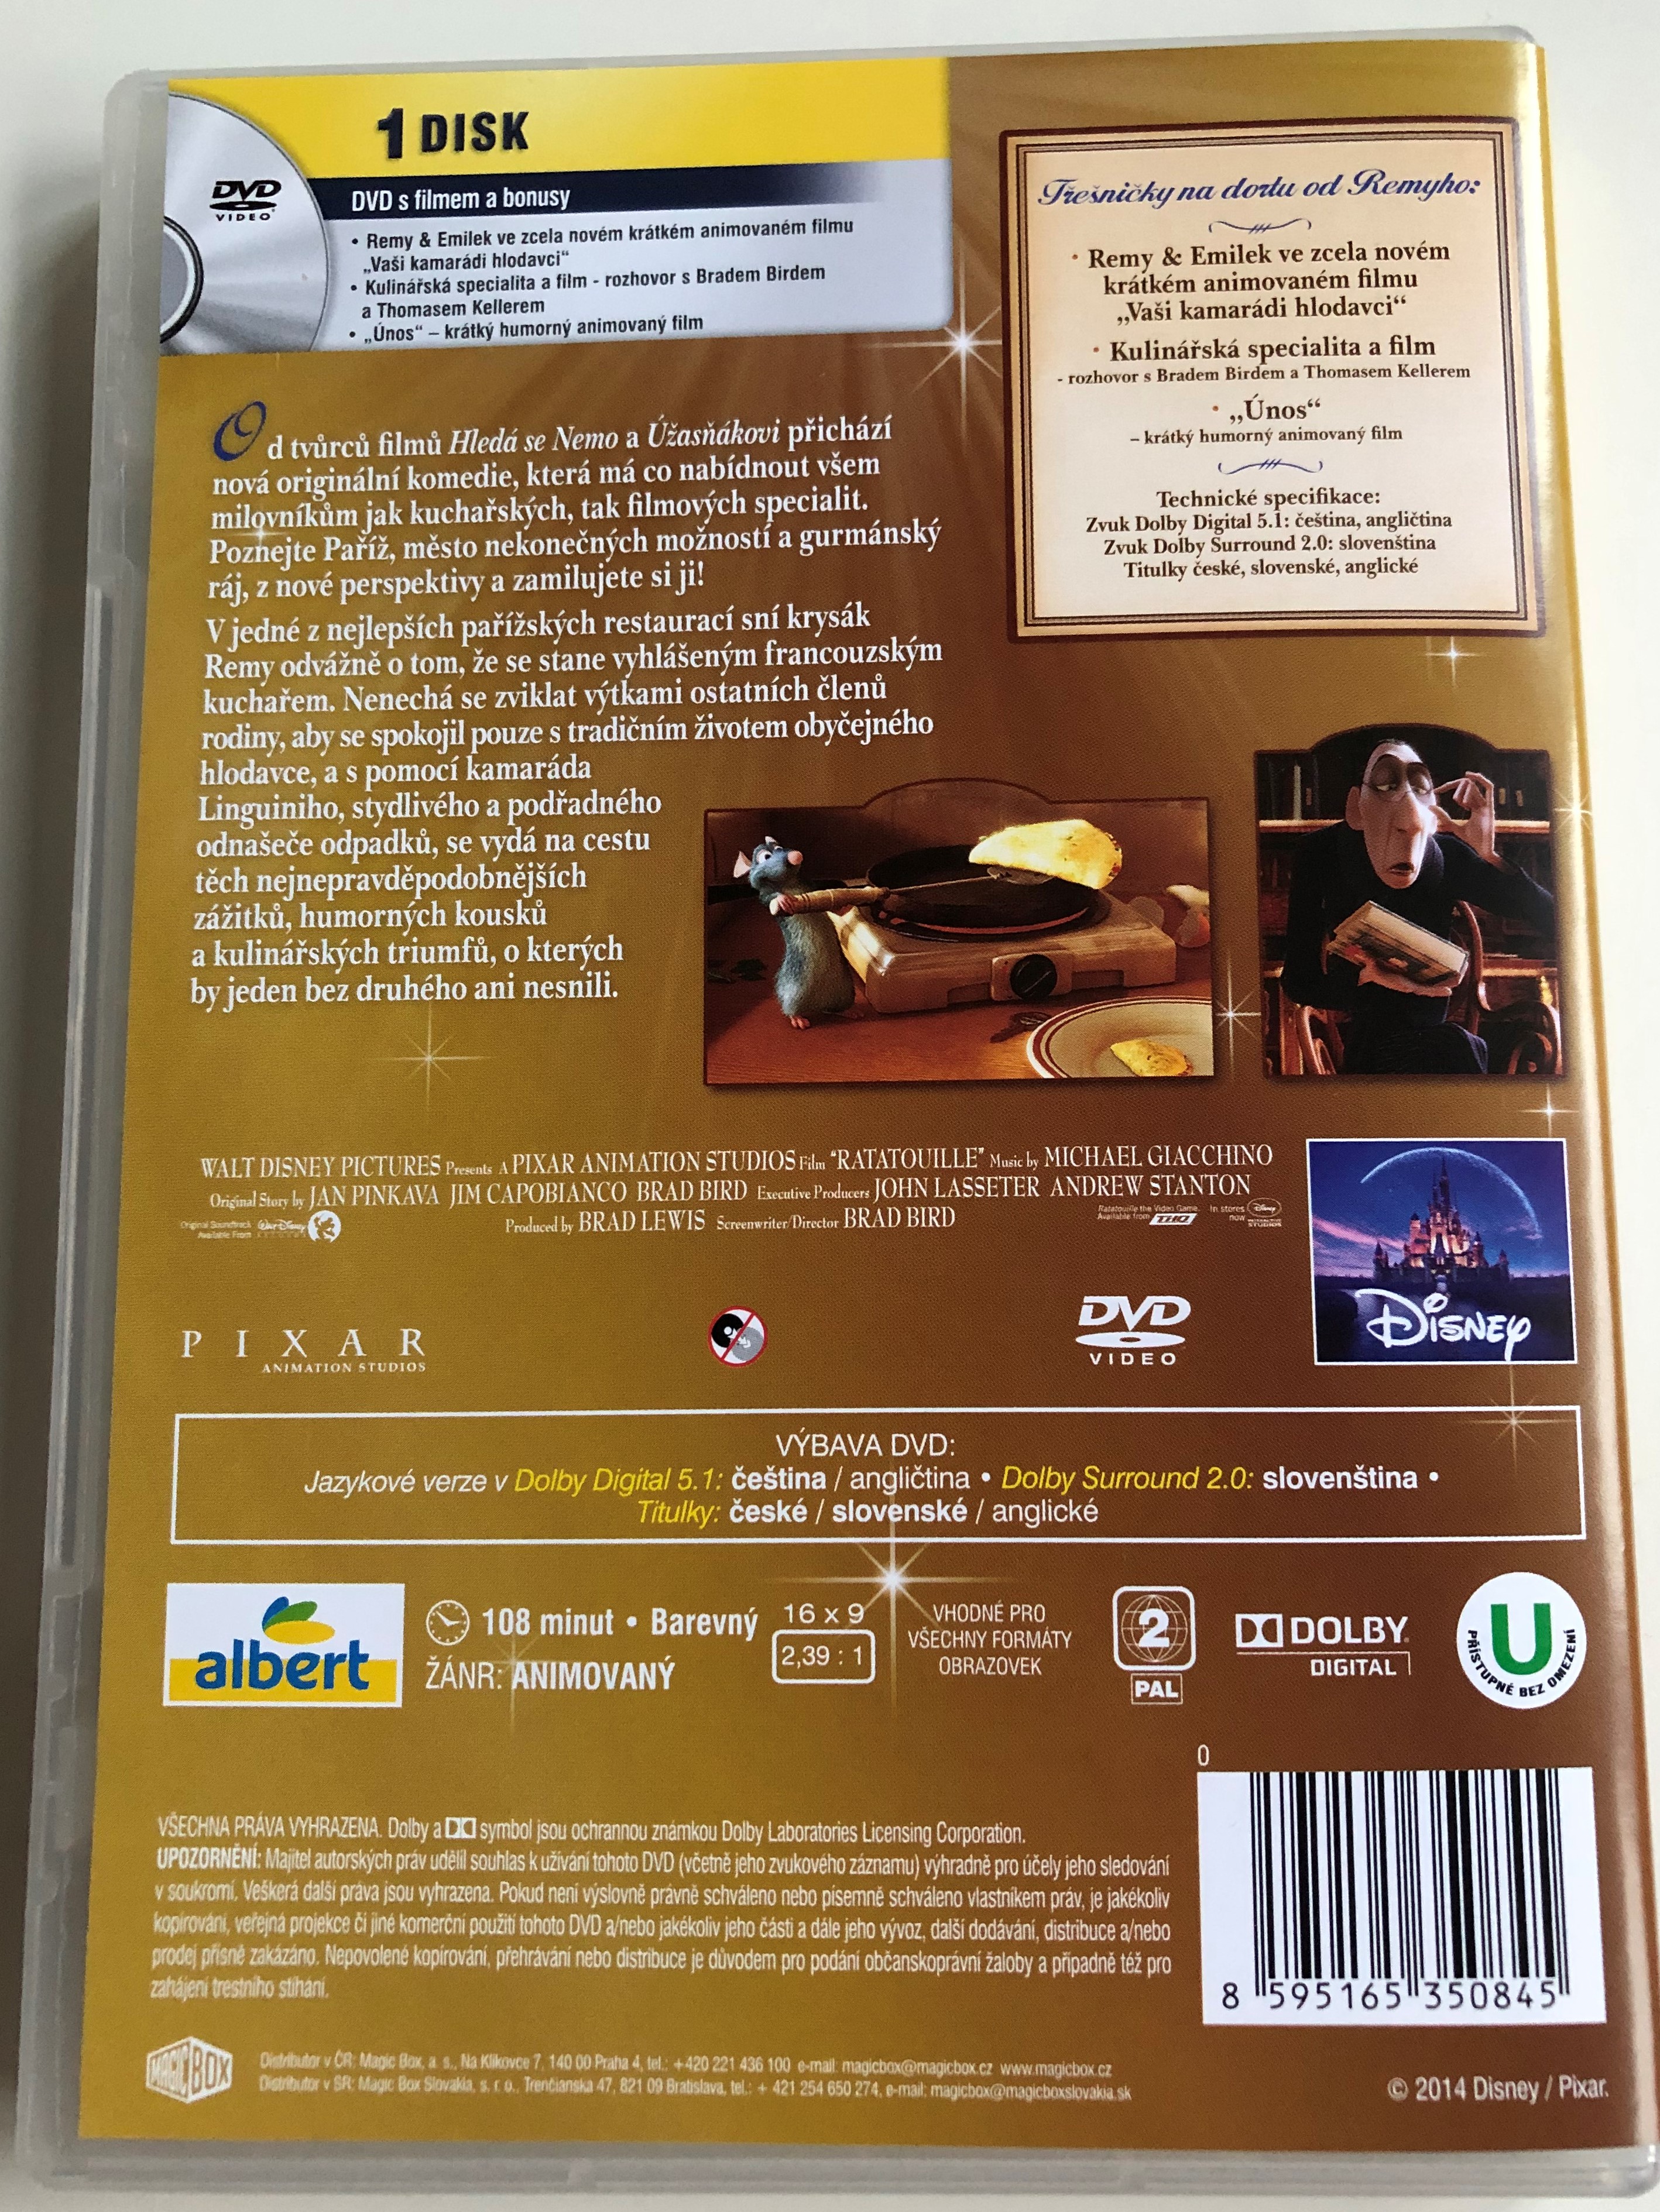 1 DISK
DVD VIDEO
DVD s filmem a bonusy
• Remy & Emilek ve zcela novém krátkém animovaném filmu
„Vaši kamarádi hlodavci“
• Kulinářská specialita a film - rozhovor s Bradem Birdem
a Thomasem Kellerem
• „Únos“ – krátký humorný animovaný film
Třešničky na dortu od Remyho:
• Remy & Emilek ve zcela novém
krátkém animovaném filmu
„Vaši kamarádi hlodavci“
• Kulinářská specialita a film
- rozhovor s Bradem Birdem a Thomasem Kellerem
• „Únos“
– krátký humorný animovaný film
Technické specifikace:
Zvuk Dolby Digital 5.1: čeština, angličtina
Zvuk Dolby Surround 2.0: slovenština
Titulky české, slovenské, anglické
Od tvůrců filmů Hledá se Nemo a Úžasňákovi přichází
nová originální komedie, která má co nabídnout všem
milovníkům jak kuchařských, tak filmových specialit.
Poznejte Paříž, město nekonečných možností a gurmánský
ráj, z nové perspektivy a zamilujete si ji!
V jedné z nejlepších pařížských restaurací sní krysák
Remy odvážně o tom, že se stane vyhlášeným francouzským
kuchařem. Nenechá se zviklat výtkami ostatních členů
rodiny, aby se spokojil pouze s tradičním životem obyčejného
hlodavce, a s pomocí kamaráda
Linguiniho, stydlivého a podřadného
odnašeče odpadků, se vydá na cestu
těch nejnepravděpodobnějších
zážitků, humorných kousků
a kulinářských triumfů, o kterých
by jeden bez druhého ani nesnili.
WALT DISNEY PICTURES Presents A PIXAR ANIMATION STUDIOS Film "RATATOUILLE" Music by MICHAEL GIACCHINO
Original Story by JAN PINKAVA JIM CAPOBIANCO BRAD BIRD Executive Producers JOHN LASSETER ANDREW STANTON
Produced by BRAD LEWIS Screenwriter/Director BRAD BIRD
Original Soundtrack
Available From
Walt Disney
Ratatouille the Video Game.
Available from THQ
In stores
now
Disney
PIXAR
ANIMATION STUDIOS
DVD
VIDEO
Disney
VÝBAVA DVD:
Jazykové verze v Dolby Digital 5.1: čeština / angličtina • Dolby Surround 2.0: slovenština •
Titulky: české / slovenské / anglické
albert
108 minut • Barevný
ŽÁNR: ANIMOVANÝ
16 x 9
2,39 : 1
VHODNÉ PRO
VŠECHNY FORMÁTY
OBRAZOVEK
2
PAL
DOLBY
DIGITAL
U
PŘÍSTUPNÉ BEZ OMEZENÍ
0
8 595165 350845
VŠECHNA PRÁVA VYHRAZENA. Dolby a symbol jsou ochrannou známkou Dolby Laboratories Licensing Corporation.
UPOZORNĚNÍ: Majitel autorských práv udělil souhlas k užívání tohoto DVD (včetně jeho zvukového záznamu) výhradně pro účely jeho sledování
v soukromí. Veškerá další práva jsou vyhrazena. Pokud není výslovně právně schváleno nebo písemně schváleno vlastníkem práv, je jakékoliv
kopírování, veřejná projekce či jiné komerční použití tohoto DVD a/nebo jakékoliv jeho části a dále jeho vývoz, další dodávání, distribuce a/nebo
prodej přísně zakázáno. Nepovolené kopírování, přehrávání nebo distribuce je důvodem pro podání občanskoprávní žaloby a případně též pro
zahájení trestního stíhání.
MAGIC BOX
Distributor v ČR: Magic Box, a. s., Na Klikovce 7, 140 00 Praha 4, tel.: +420 221 436 100 e-mail: magicbox@magicbox.cz www.magicbox.cz
Distributor v SR: Magic Box Slovakia, s. r. o., Trenčianska 47, 821 09 Bratislava, tel.: + 421 254 650 274, e-mail: magicbox@magicboxslovakia.sk
© 2014 Disney / Pixar.